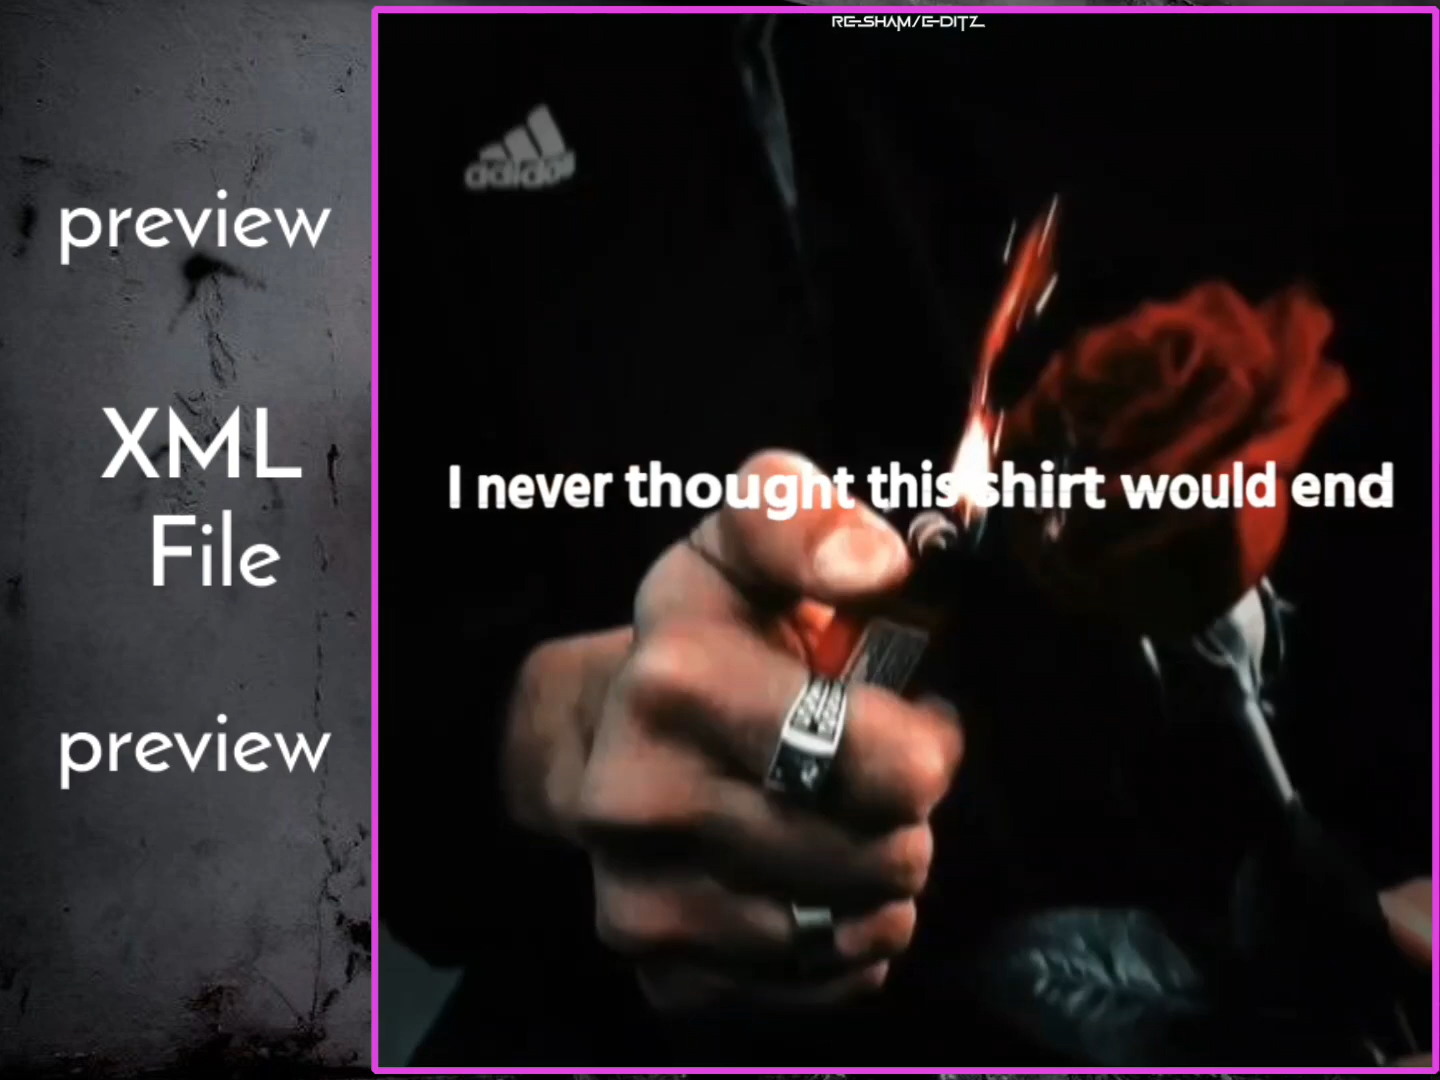 RE-SHAM/E-DITZ
adidas
preview
XML
File
preview
I never thought this shirt would end